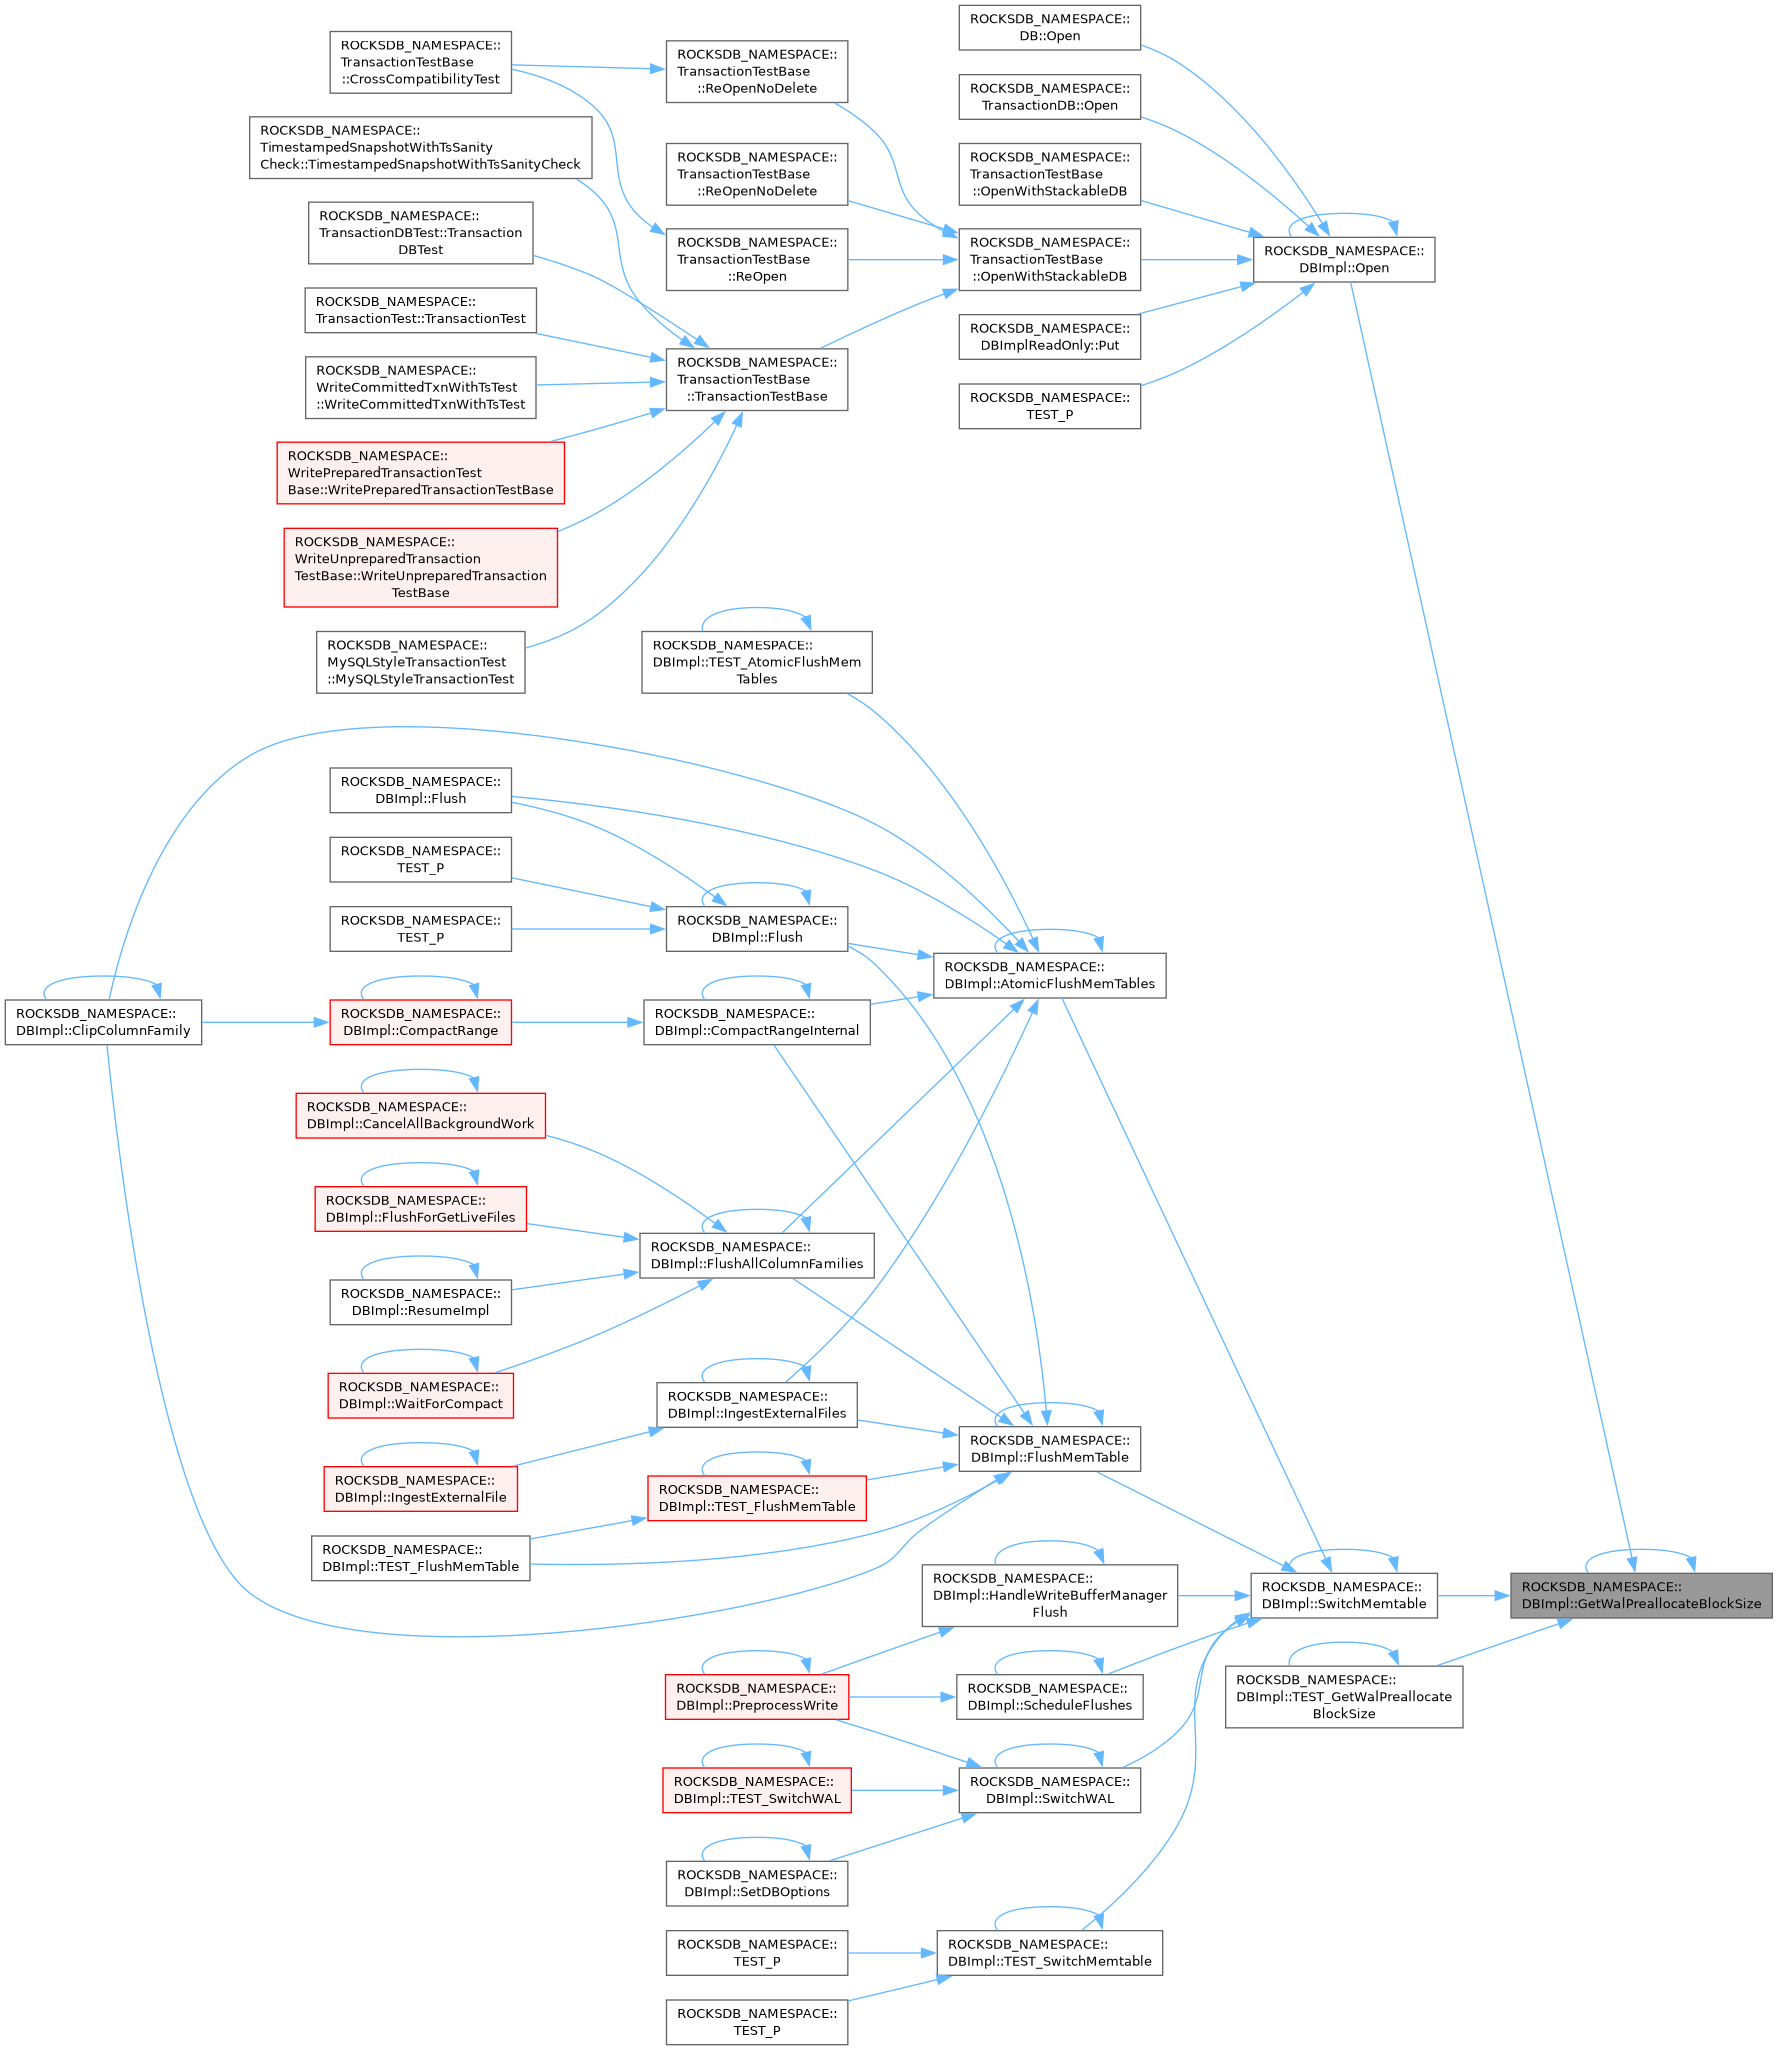 ROCKSDB_NAMESPACE::
DB::Open
ROCKSDB_NAMESPACE::
TransactionTestBase
::CrossCompatibilityTest
ROCKSDB_NAMESPACE::
TransactionTestBase
::ReOpenNoDelete
ROCKSDB_NAMESPACE::
TransactionDB::Open
ROCKSDB_NAMESPACE::
TimestampedSnapshotWithTsSanity
Check::TimestampedSnapshotWithTsSanityCheck
ROCKSDB_NAMESPACE::
TransactionTestBase
::ReOpenNoDelete
ROCKSDB_NAMESPACE::
TransactionTestBase
::OpenWithStackableDB
ROCKSDB_NAMESPACE::
TransactionDBTest::Transaction
DBTest
ROCKSDB_NAMESPACE::
TransactionTestBase
::ReOpen
ROCKSDB_NAMESPACE::
TransactionTestBase
::OpenWithStackableDB
ROCKSDB_NAMESPACE::
DBImpl::Open
ROCKSDB_NAMESPACE::
TransactionTest::TransactionTest
ROCKSDB_NAMESPACE::
DBImplReadOnly::Put
ROCKSDB_NAMESPACE::
WriteCommittedTxnWithTsTest
::WriteCommittedTxnWithTsTest
ROCKSDB_NAMESPACE::
TransactionTestBase
::TransactionTestBase
ROCKSDB_NAMESPACE::
TEST_P
ROCKSDB_NAMESPACE::
WritePreparedTransactionTest
Base::WritePreparedTransactionTestBase
ROCKSDB_NAMESPACE::
WriteUnpreparedTransaction
TestBase::WriteUnpreparedTransaction
TestBase
ROCKSDB_NAMESPACE::
MySQLStyleTransactionTest
::MySQLStyleTransactionTest
ROCKSDB_NAMESPACE::
DBImpl::TEST_AtomicFlushMem
Tables
ROCKSDB_NAMESPACE::
DBImpl::Flush
ROCKSDB_NAMESPACE::
TEST_P
ROCKSDB_NAMESPACE::
TEST_P
ROCKSDB_NAMESPACE::
DBImpl::Flush
ROCKSDB_NAMESPACE::
DBImpl::AtomicFlushMemTables
ROCKSDB_NAMESPACE::
DBImpl::ClipColumnFamily
ROCKSDB_NAMESPACE::
DBImpl::CompactRange
ROCKSDB_NAMESPACE::
DBImpl::CompactRangeInternal
ROCKSDB_NAMESPACE::
DBImpl::CancelAllBackgroundWork
ROCKSDB_NAMESPACE::
DBImpl::FlushForGetLiveFiles
ROCKSDB_NAMESPACE::
DBImpl::FlushAllColumnFamilies
ROCKSDB_NAMESPACE::
DBImpl::ResumeImpl
ROCKSDB_NAMESPACE::
DBImpl::WaitForCompact
ROCKSDB_NAMESPACE::
DBImpl::IngestExternalFiles
ROCKSDB_NAMESPACE::
DBImpl::FlushMemTable
ROCKSDB_NAMESPACE::
DBImpl::IngestExternalFile
ROCKSDB_NAMESPACE::
DBImpl::TEST_FlushMemTable
ROCKSDB_NAMESPACE::
DBImpl::TEST_FlushMemTable
ROCKSDB_NAMESPACE::
DBImpl::HandleWriteBufferManager
Flush
ROCKSDB_NAMESPACE::
DBImpl::SwitchMemtable
ROCKSDB_NAMESPACE::
DBImpl::GetWalPreallocateBlockSize
ROCKSDB_NAMESPACE::
DBImpl::PreprocessWrite
ROCKSDB_NAMESPACE::
DBImpl::ScheduleFlushes
ROCKSDB_NAMESPACE::
DBImpl::TEST_GetWalPreallocate
BlockSize
ROCKSDB_NAMESPACE::
DBImpl::TEST_SwitchWAL
ROCKSDB_NAMESPACE::
DBImpl::SwitchWAL
ROCKSDB_NAMESPACE::
DBImpl::SetDBOptions
ROCKSDB_NAMESPACE::
TEST_P
ROCKSDB_NAMESPACE::
DBImpl::TEST_SwitchMemtable
ROCKSDB_NAMESPACE::
TEST_P